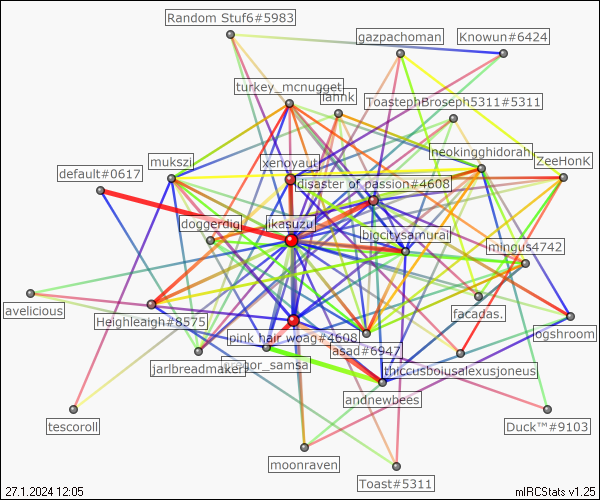 Random Stuf6#5983
gazpachoman
Knowun#6424
turkey_mcnugget
iannk
ToastephBroseph5311#5311
neokingghidorah
ZeeHonK
mukszi
xenoyaut
default#0617
disaster of passion#4608
doggerdig
ikasuzu
bigcitysamurai
mingus4742
avelicious
Heighleaigh#8575
facadas.
ogshroom
pink hair woag#4608
asad#6947
jarlbreadmaker
gregor_samsa
thiccusboiusalexusjoneus
andnewbees
tescoroll
Duck™#9103
moonraven
Toast#5311
27.1.2024 12:05
mIRCStats v1.25